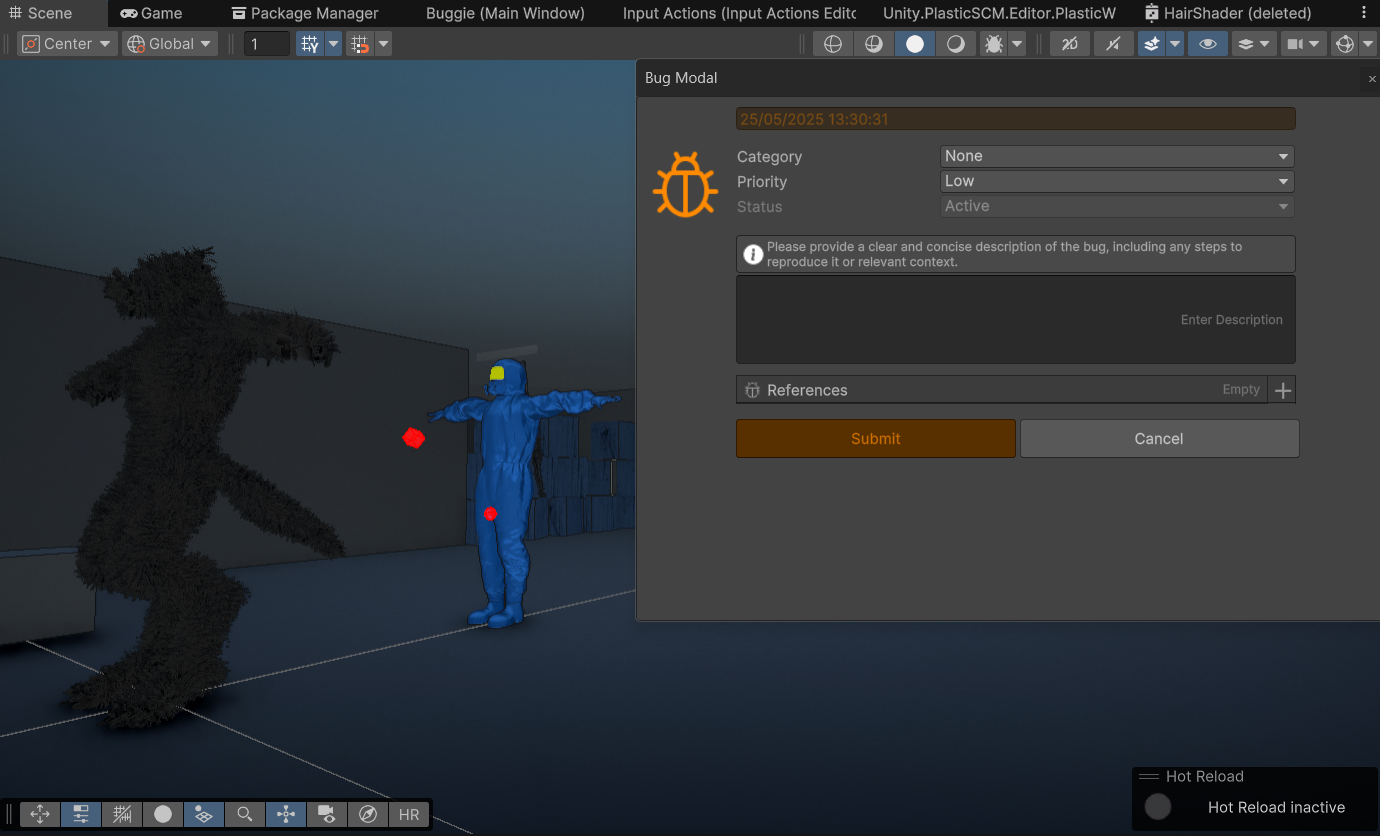 Scene
Game
Package Manager
Buggie (Main Window)
Input Actions (Input Actions Edito
Unity.PlasticSCM.Editor.PlasticW
HairShader (deleted)
Center
Global
1
2D
Bug Modal
×
25/05/2025 13:30:31
Category
None
Priority
Low
Status
Active
Please provide a clear and concise description of the bug, including any steps to
reproduce it or relevant context.
Enter Description
References
Empty
Submit
Cancel
Hot Reload
Hot Reload inactive
HR